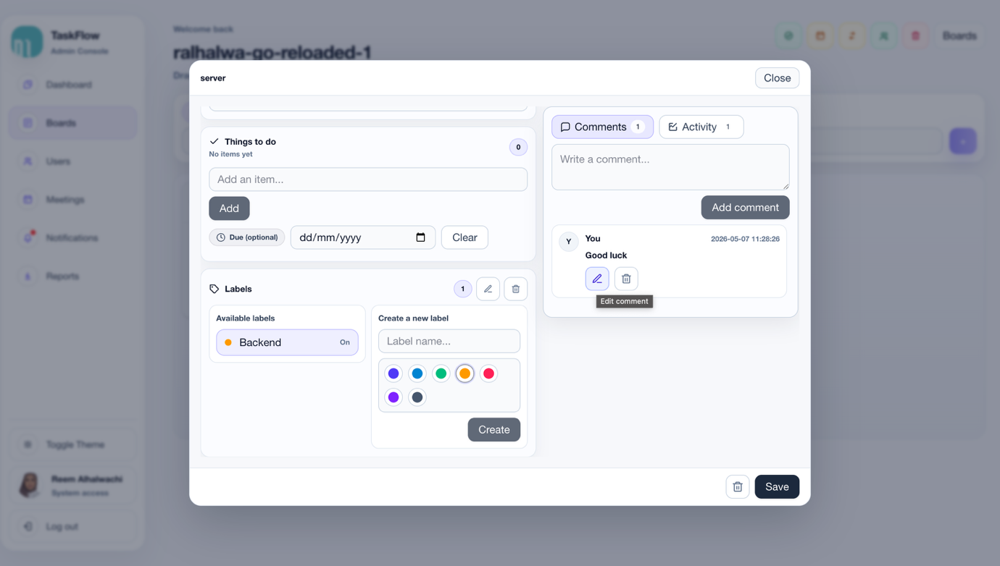 TaskFlow
Admin Console
Dashboard
Boards
Users
Meetings
Notifications
Reports
Toggle Theme
Reem Alhalwachi
System access
Log out
Welcome back
ralhalwa-go-reloaded-1
Boards
server
Close
Things to do
No items yet
0
Add an item...
Add
Due (optional)
dd/mm/yyyy
Clear
Labels
1
Available labels
Backend
On
Create a new label
Label name...
Create
Comments 1
Activity 1
Write a comment...
Add comment
Y
You
2026-05-07 11:28:26
Good luck
Edit comment
Save